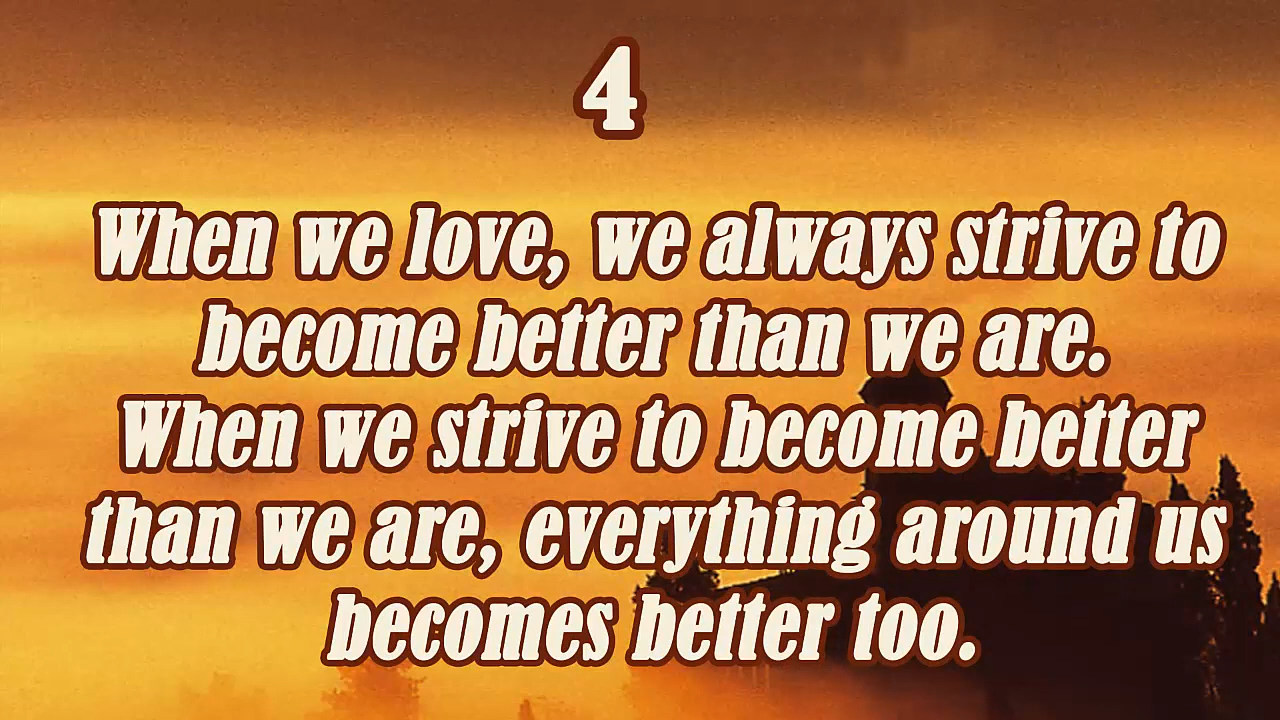 4
When we love, we always strive to
become better than we are.
When we strive to become better
than we are, everything around us
becomes better too.